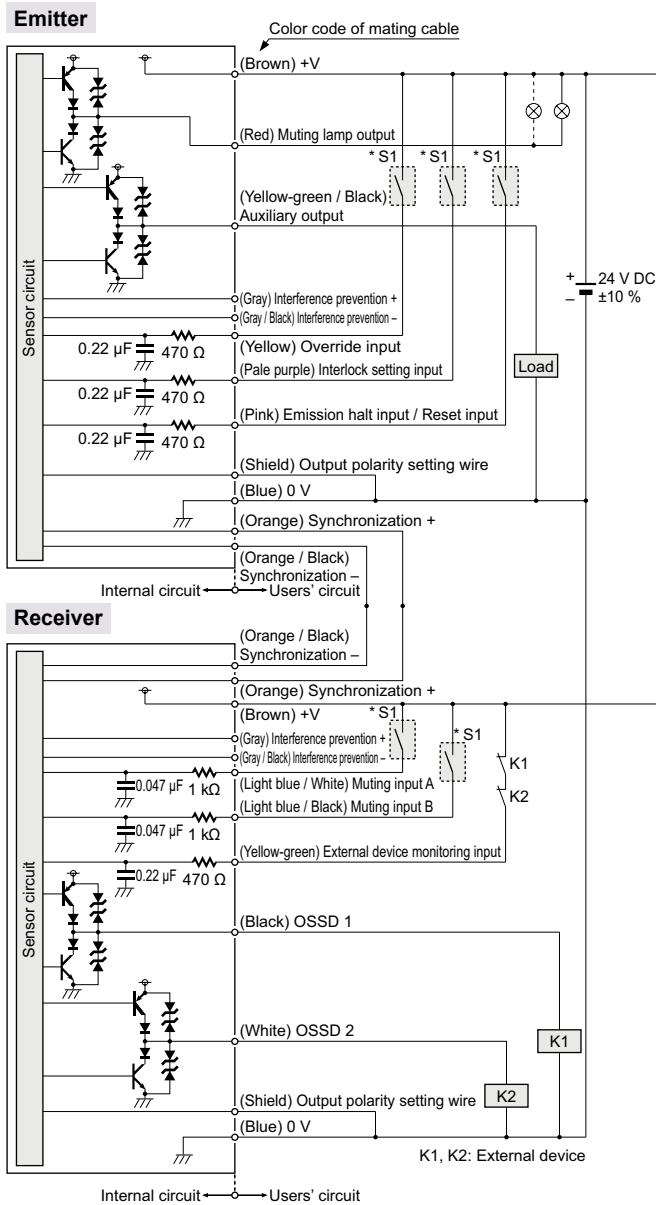 Emitter
Color code of mating cable
(Brown) +V
(Red) Muting lamp output
* S1
* S1
* S1
(Yellow-green / Black)
Auxiliary output
+
–
24 V DC
±10 %
Sensor circuit
(Gray) Interference prevention +
(Gray / Black) Interference prevention –
0.22 µF
470 Ω
(Yellow) Override input
Load
(Pale purple) Interlock setting input
0.22 µF
470 Ω
(Pink) Emission halt input / Reset input
0.22 µF
470 Ω
(Shield) Output polarity setting wire
(Blue) 0 V
(Orange) Synchronization +
(Orange / Black)
Synchronization –
Internal circuit
Users' circuit
Receiver
(Orange / Black)
Synchronization –
(Orange) Synchronization +
(Brown) +V
* S1
* S1
(Gray) Interference prevention +
(Gray / Black) Interference prevention –
K1
K2
(Light blue / White) Muting input A
0.047 µF
1 kΩ
(Light blue / Black) Muting input B
0.047 µF
1 kΩ
(Yellow-green) External device monitoring input
0.22 µF
470 Ω
Sensor circuit
(Black) OSSD 1
(White) OSSD 2
K1
K2
(Shield) Output polarity setting wire
(Blue) 0 V
K1, K2: External device
Internal circuit
Users' circuit